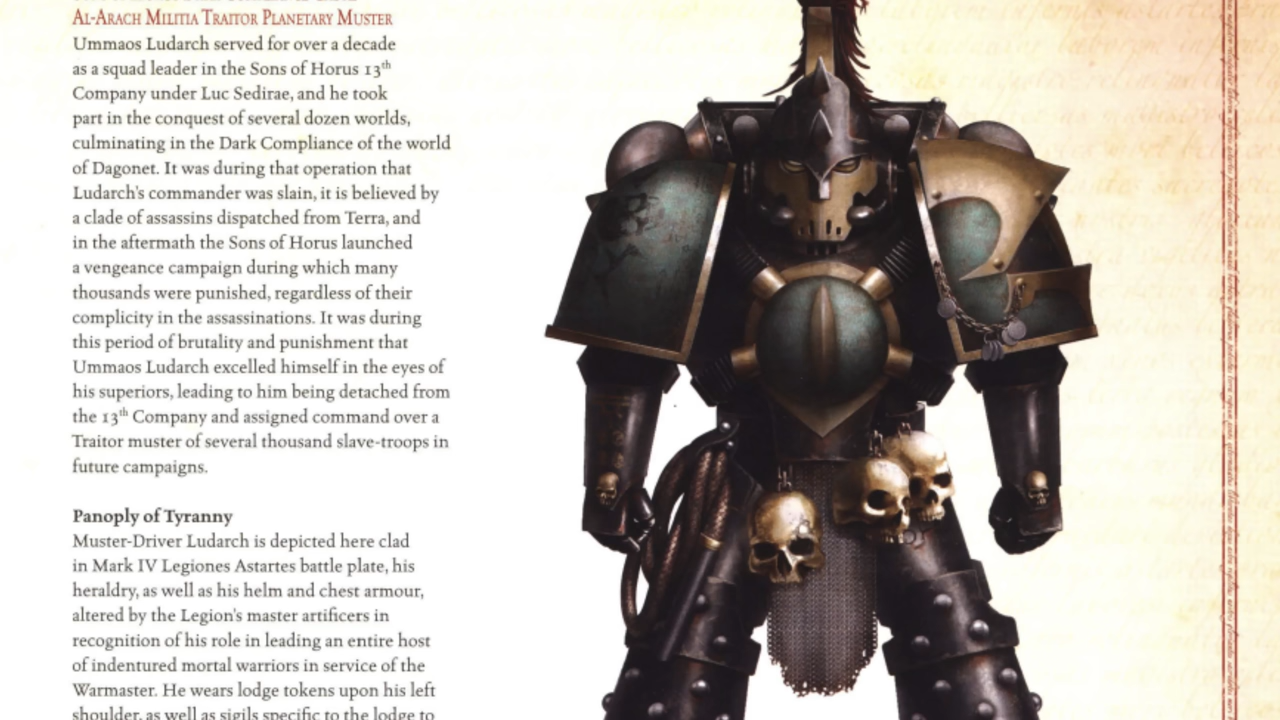 AL-ARACH MILITIA TRAITOR PLANETARY MUSTER
Ummaos Ludarch served for over a decade
as a squad leader in the Sons of Horus 13th
Company under Luc Sedirae, and he took
part in the conquest of several dozen worlds,
culminating in the Dark Compliance of the world
of Dagonet. It was during that operation that
Ludarch's commander was slain, it is believed by
a clade of assassins dispatched from Terra, and
in the aftermath the Sons of Horus launched
a vengeance campaign during which many
thousands were punished, regardless of their
complicity in the assassinations. It was during
this period of brutality and punishment that
Ummaos Ludarch excelled himself in the eyes of
his superiors, leading to him being detached from
the 13th Company and assigned command over a
Traitor muster of several thousand slave-troops in
future campaigns.
Panoply of Tyranny
Muster-Driver Ludarch is depicted here clad
in Mark IV Legiones Astartes battle plate, his
heraldry, as well as his helm and chest armour,
altered by the Legion's master artificers in
recognition of his role in leading an entire host
of indentured mortal warriors in service of the
Warmaster. He wears lodge tokens upon his left
shoulder, as well as sigils specific to the lodge to